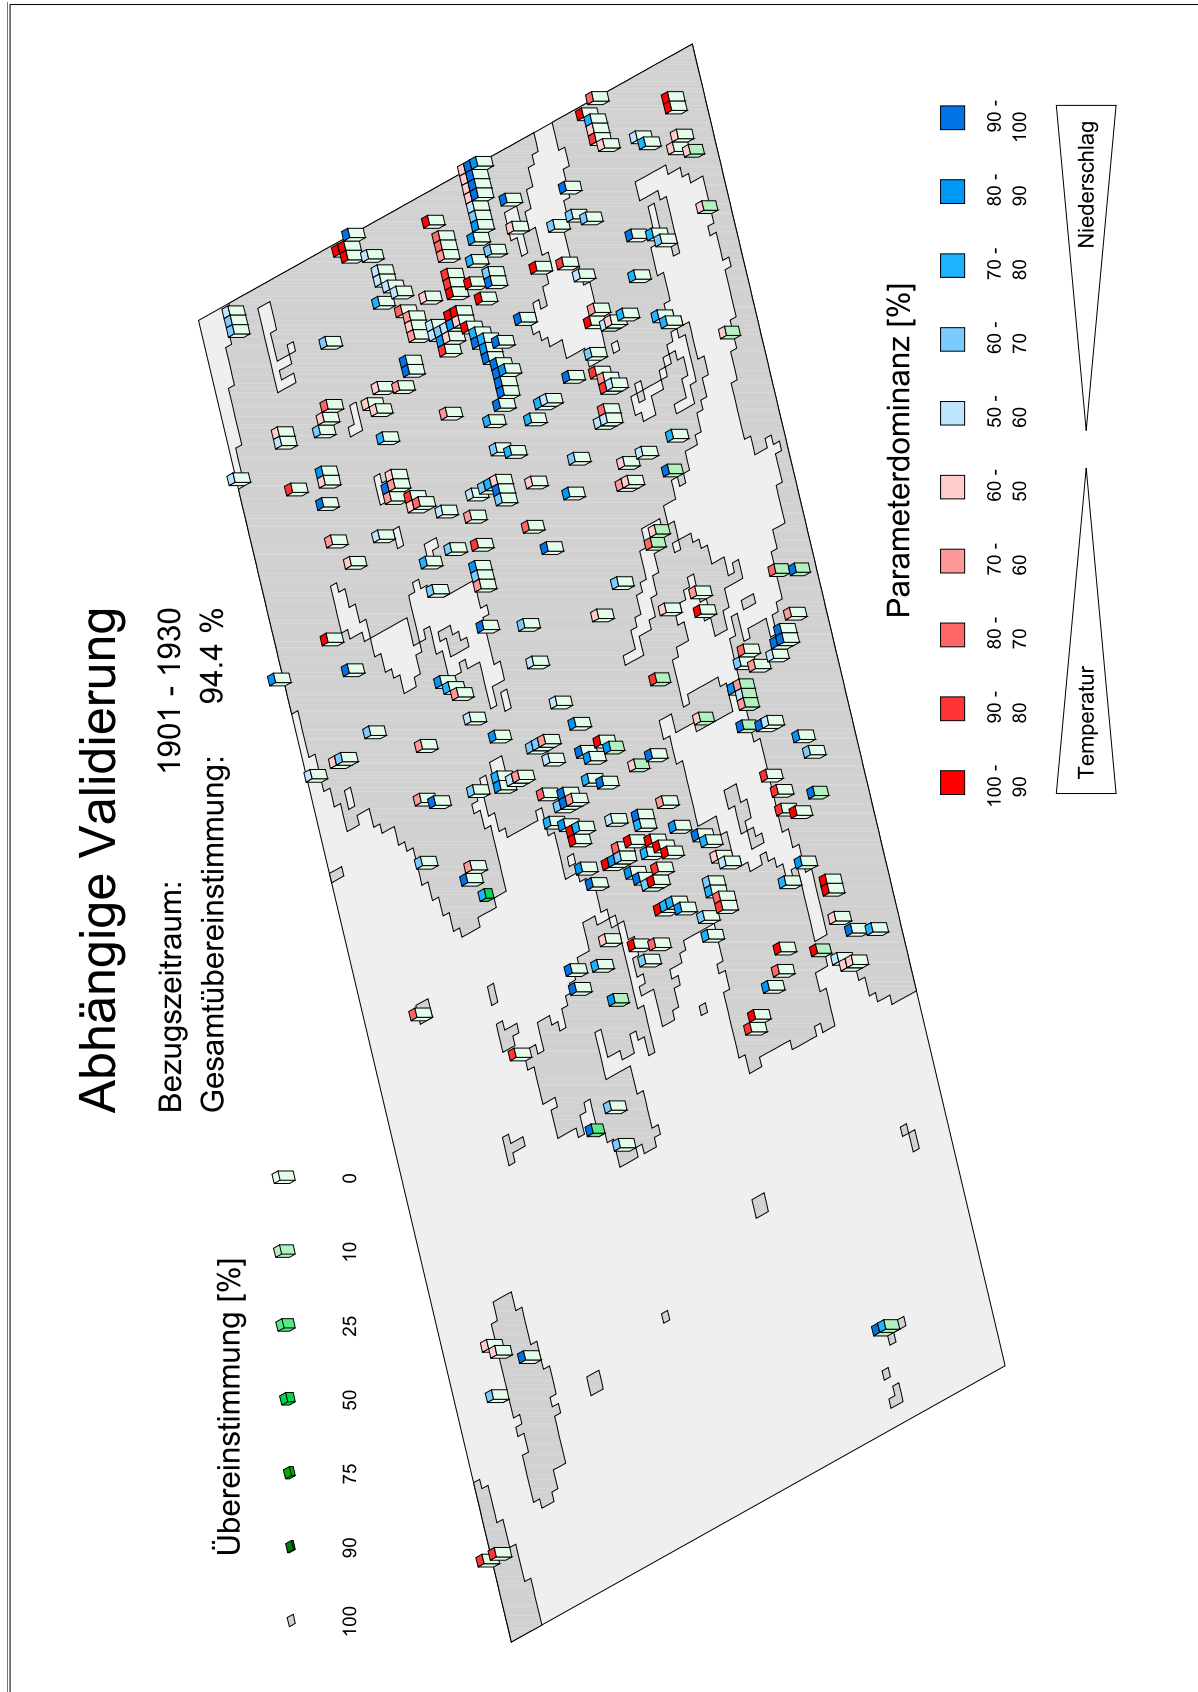 Abhängige Validierung
Bezugszeitraum: 1901 - 1930
Gesamtübereinstimmung: 94.4 %
Übereinstimmung [%]
100 90 75 50 25 10 0
Parameterdominanz [%]
100 - 90 90 - 80 80 - 70 70 - 60 60 - 50 50 - 60 60 - 70 70 - 80 80 - 90 90 - 100
Temperatur Niederschlag